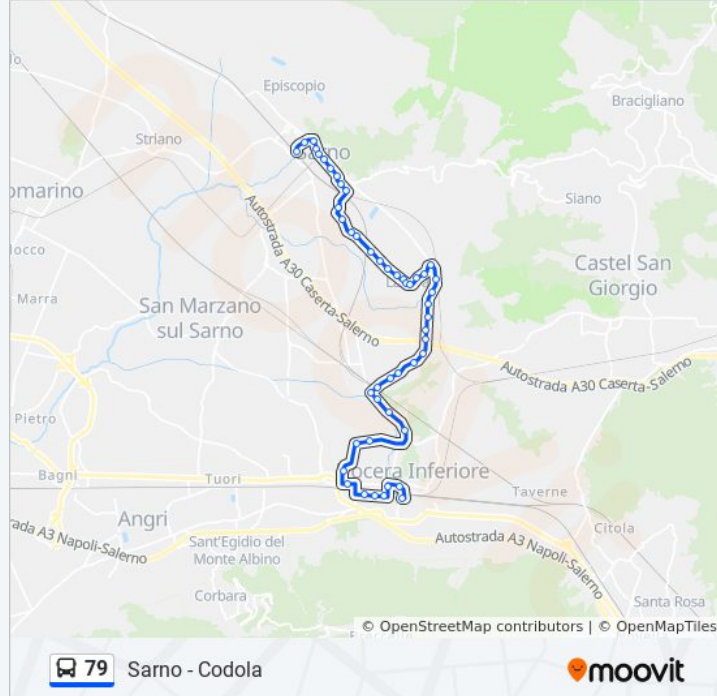 Episcopio
Bracigliano
Striano
Sarno
Siano
omarino
Autostrada A30 Caserta-Salerno
occo
Castel San
Giorgio
Marra
San Marzano
sul Sarno
Autostrada A30 Caserta-Salerno
Pietro
Nocera Inferiore
Bagni
Tuori
Taverne
Angri
Citola
rada A3 Napoli-Salerno
Sant'Egidio del
Monte Albino
Autostrada A3 Napoli-Salerno
Corbara
Santa Rosa
© OpenStreetMap contributors | © OpenMapTiles
79 Sarno - Codola
moovit